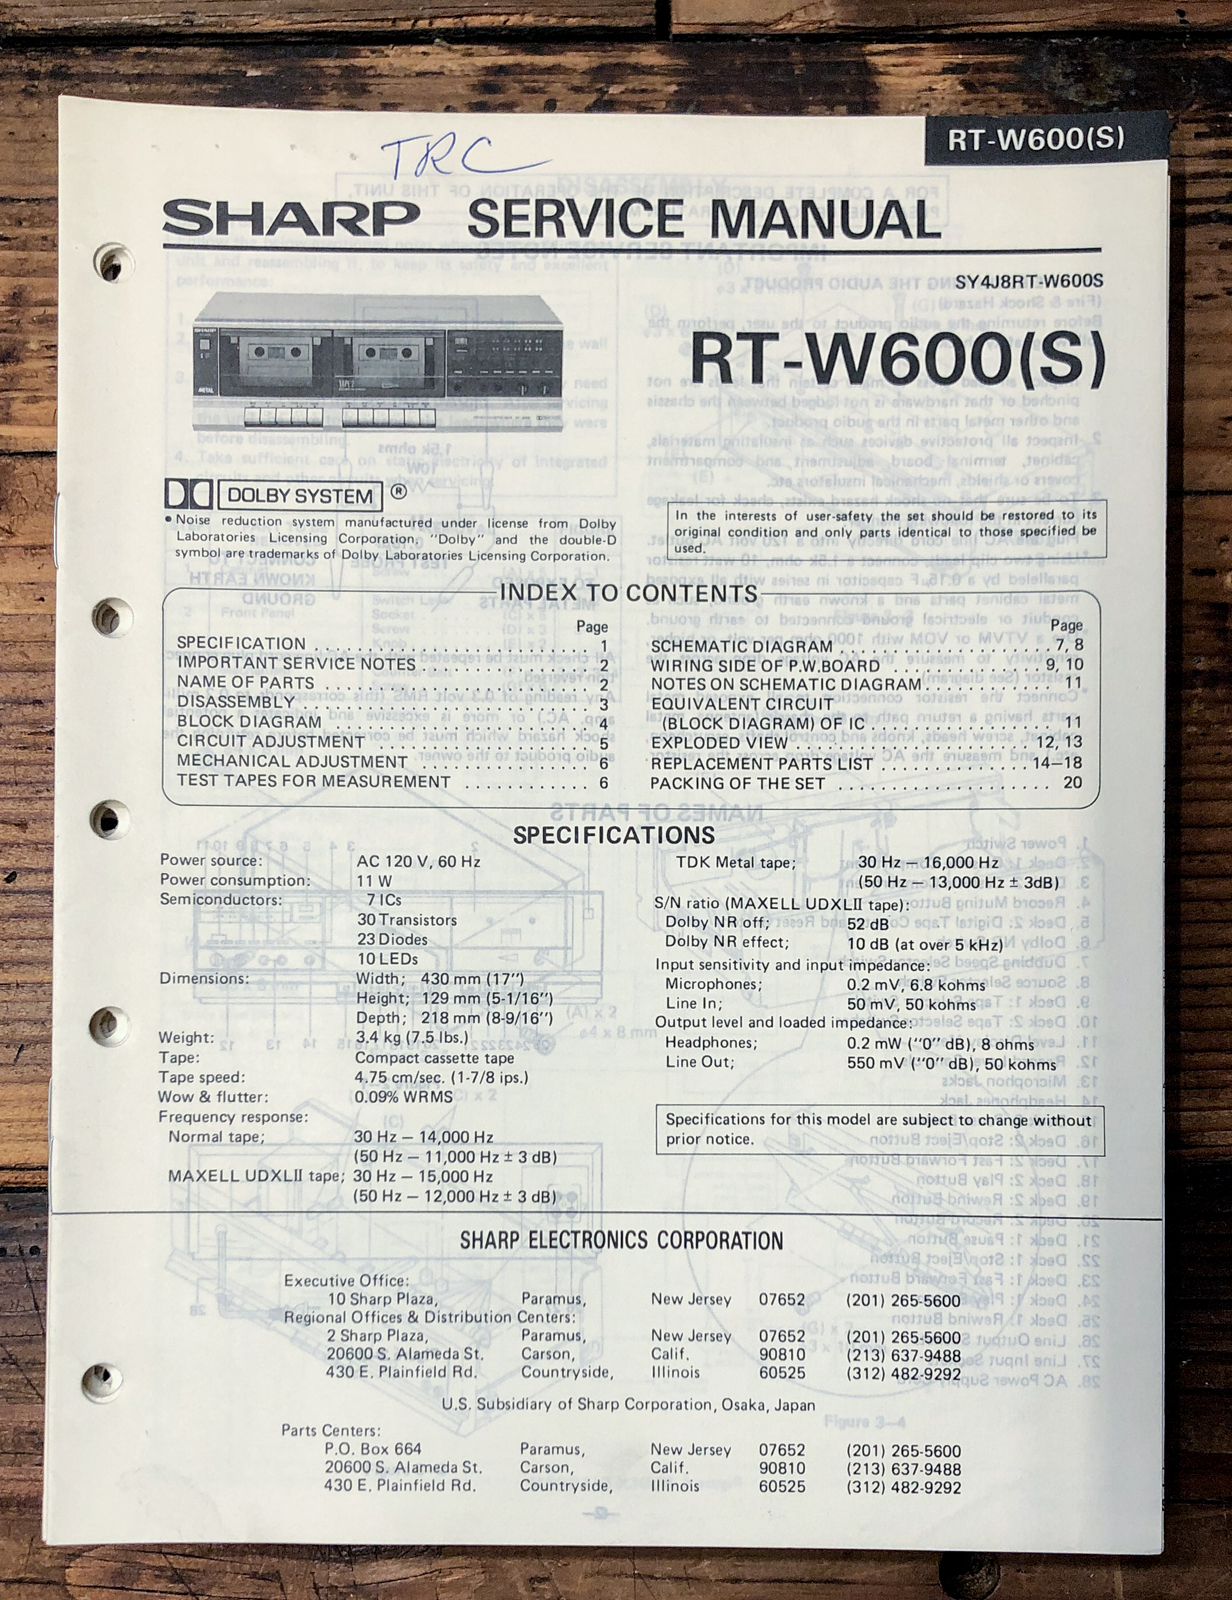 RT-W600(S)
TRC
SHARP SERVICE MANUAL
SY4J8RT-W600S
RT-W600(S)
SHARP
METAL
DOLBY SYSTEM ®
• Noise reduction system manufactured under license from Dolby
Laboratories Licensing Corporation. "Dolby" and the double-D
symbol are trademarks of Dolby Laboratories Licensing Corporation.
In the interests of user-safety the set should be restored to its
original condition and only parts identical to those specified be
used.
INDEX TO CONTENTS
Page
SPECIFICATION . . . . . . . . . . . . . . . . . . . . . . . . . . . . 1
IMPORTANT SERVICE NOTES . . . . . . . . . . . . . . . . . 2
NAME OF PARTS . . . . . . . . . . . . . . . . . . . . . . . . . . 2
DISASSEMBLY . . . . . . . . . . . . . . . . . . . . . . . . . . . . 3
BLOCK DIAGRAM . . . . . . . . . . . . . . . . . . . . . . . . . . 4
CIRCUIT ADJUSTMENT . . . . . . . . . . . . . . . . . . . . . 5
MECHANICAL ADJUSTMENT . . . . . . . . . . . . . . . . . 6
TEST TAPES FOR MEASUREMENT . . . . . . . . . . . . 6
Page
SCHEMATIC DIAGRAM . . . . . . . . . . . . . . . . . . . 7, 8
WIRING SIDE OF P.W.BOARD . . . . . . . . . . . . . 9, 10
NOTES ON SCHEMATIC DIAGRAM . . . . . . . . . . . . 11
EQUIVALENT CIRCUIT
(BLOCK DIAGRAM) OF IC . . . . . . . . . . . . . . . . . . 11
EXPLODED VIEW . . . . . . . . . . . . . . . . . . . . . . 12, 13
REPLACEMENT PARTS LIST . . . . . . . . . . . . . 14–18
PACKING OF THE SET . . . . . . . . . . . . . . . . . . . . 20
SPECIFICATIONS
Power source: AC 120 V, 60 Hz
Power consumption: 11 W
Semiconductors: 7 ICs
30 Transistors
23 Diodes
10 LEDs
Dimensions: Width; 430 mm (17")
Height; 129 mm (5-1/16")
Depth; 218 mm (8-9/16")
Weight: 3.4 kg (7.5 lbs.)
Tape: Compact cassette tape
Tape speed: 4.75 cm/sec. (1-7/8 ips.)
Wow & flutter: 0.09% WRMS
Frequency response:
Normal tape; 30 Hz – 14,000 Hz
(50 Hz – 11,000 Hz ± 3 dB)
MAXELL UDXLII tape; 30 Hz – 15,000 Hz
(50 Hz – 12,000 Hz ± 3 dB)
TDK Metal tape; 30 Hz – 16,000 Hz
(50 Hz – 13,000 Hz ± 3dB)
S/N ratio (MAXELL UDXLII tape):
Dolby NR off; 52 dB
Dolby NR effect; 10 dB (at over 5 kHz)
Input sensitivity and input impedance:
Microphones; 0.2 mV, 6.8 kohms
Line In; 50 mV, 50 kohms
Output level and loaded impedance:
Headphones; 0.2 mW ("0" dB), 8 ohms
Line Out; 550 mV ("0" dB), 50 kohms
Specifications for this model are subject to change without
prior notice.
SHARP ELECTRONICS CORPORATION
Executive Office:
10 Sharp Plaza, Paramus, New Jersey 07652 (201) 265-5600
Regional Offices & Distribution Centers:
2 Sharp Plaza, Paramus, New Jersey 07652 (201) 265-5600
20600 S. Alameda St. Carson, Calif. 90810 (213) 637-9488
430 E. Plainfield Rd. Countryside, Illinois 60525 (312) 482-9292
U.S. Subsidiary of Sharp Corporation, Osaka, Japan
Parts Centers:
P.O. Box 664 Paramus, New Jersey 07652 (201) 265-5600
20600 S. Alameda St. Carson, Calif. 90810 (213) 637-9488
430 E. Plainfield Rd. Countryside, Illinois 60525 (312) 482-9292